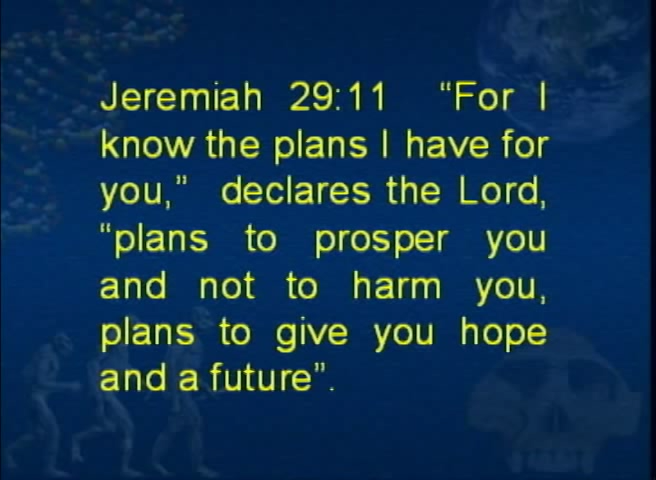 Jeremiah 29:11 “For I
know the plans I have for
you,” declares the Lord,
“plans to prosper you
and not to harm you,
plans to give you hope
and a future”.